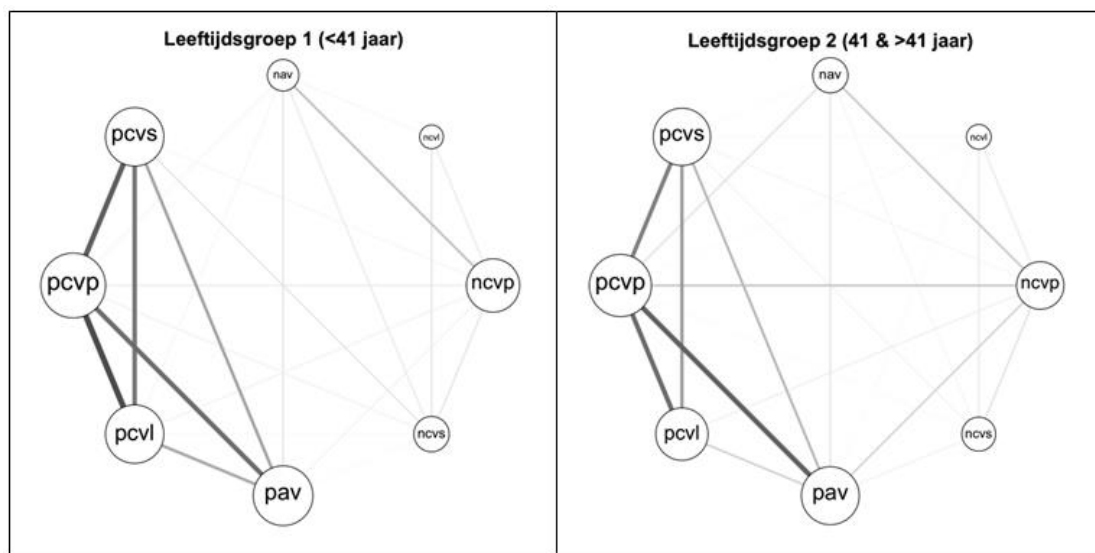 Leeftijdsgroep 1 (<41 jaar)
nav
pcvs
ncvl
pcvp
ncvp
pcvl
ncvs
pav
Leeftijdsgroep 2 (41 & >41 jaar)
nav
pcvs
ncvl
pcvp
ncvp
pcvl
ncvs
pav